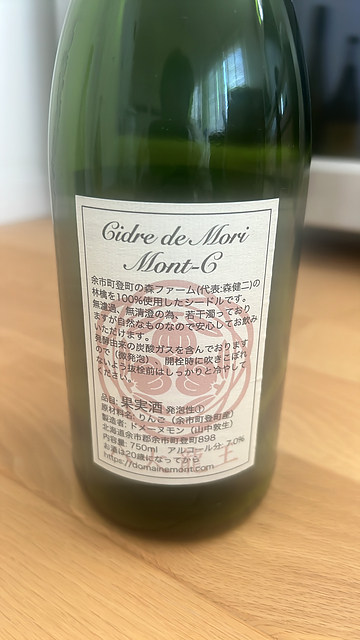 Cidre de Mori
Mont-C
余市町登町の森ファーム(代表:森健二)の
林檎を100%使用したシードルです。
無濾過、無清澄の為、若干濁っており
ますが自然なものなので安心してお飲み
いただけます。
発酵由来の炭酸ガスを含んでおります
ので（微発泡）、開栓時に吹きこぼれ
ないよう抜栓前はしっかりと冷やして
ください。
品目: 果実酒 発泡性①
原材料名: りんご（余市町登町産）
製造者: ドメーヌモン（山中敦生）
北海道余市郡余市町登町898
内容量: 750ml アルコール分: 7.0%
お酒は20歳になってから
https://domainemont.com